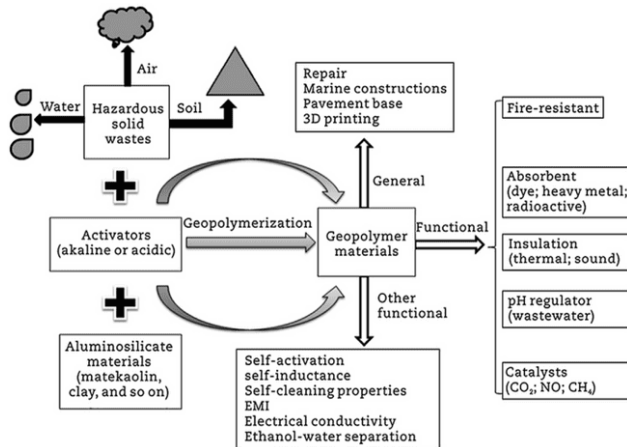 Air
Water
Hazardous
solid
wastes
Soil
Activators
(akaline or acidic)
Aluminosilicate
materials
(matekaolin,
clay, and so on)
Geopolymerization
Repair
Marine constructions
Pavement base
3D printing
General
Geopolymer
materials
Functional
Other
functional
Self-activation
self-inductance
Self-cleaning properties
EMI
Electrical conductivity
Ethanol-water separation
Fire-resistant
Absorbent
(dye; heavy metal;
radioactive)
Insulation
(thermal; sound)
pH regulator
(wastewater)
Catalysts
(CO₂; NO; CH₄)